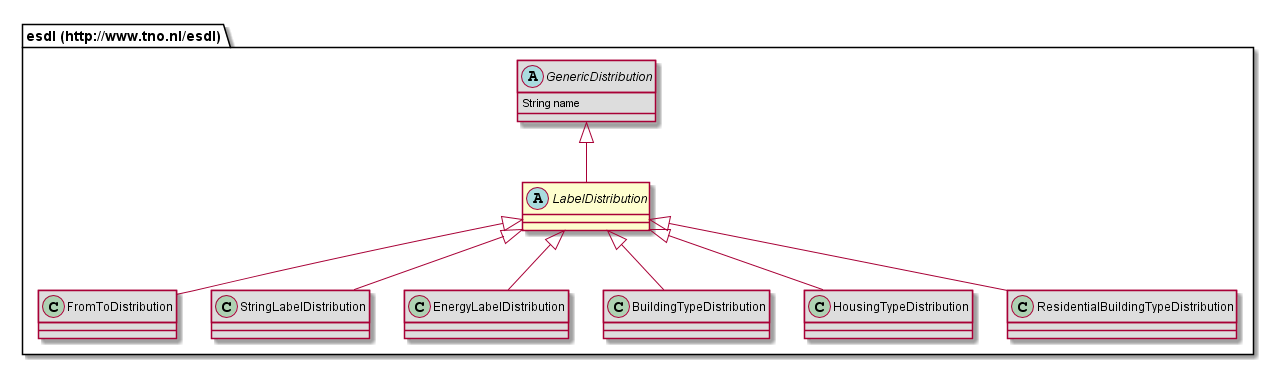 esdl (http://www.tno.nl/esdl)
A GenericDistribution
String name
A LabelDistribution
C FromToDistribution
C StringLabelDistribution
C EnergyLabelDistribution
C BuildingTypeDistribution
C HousingTypeDistribution
C ResidentialBuildingTypeDistribution